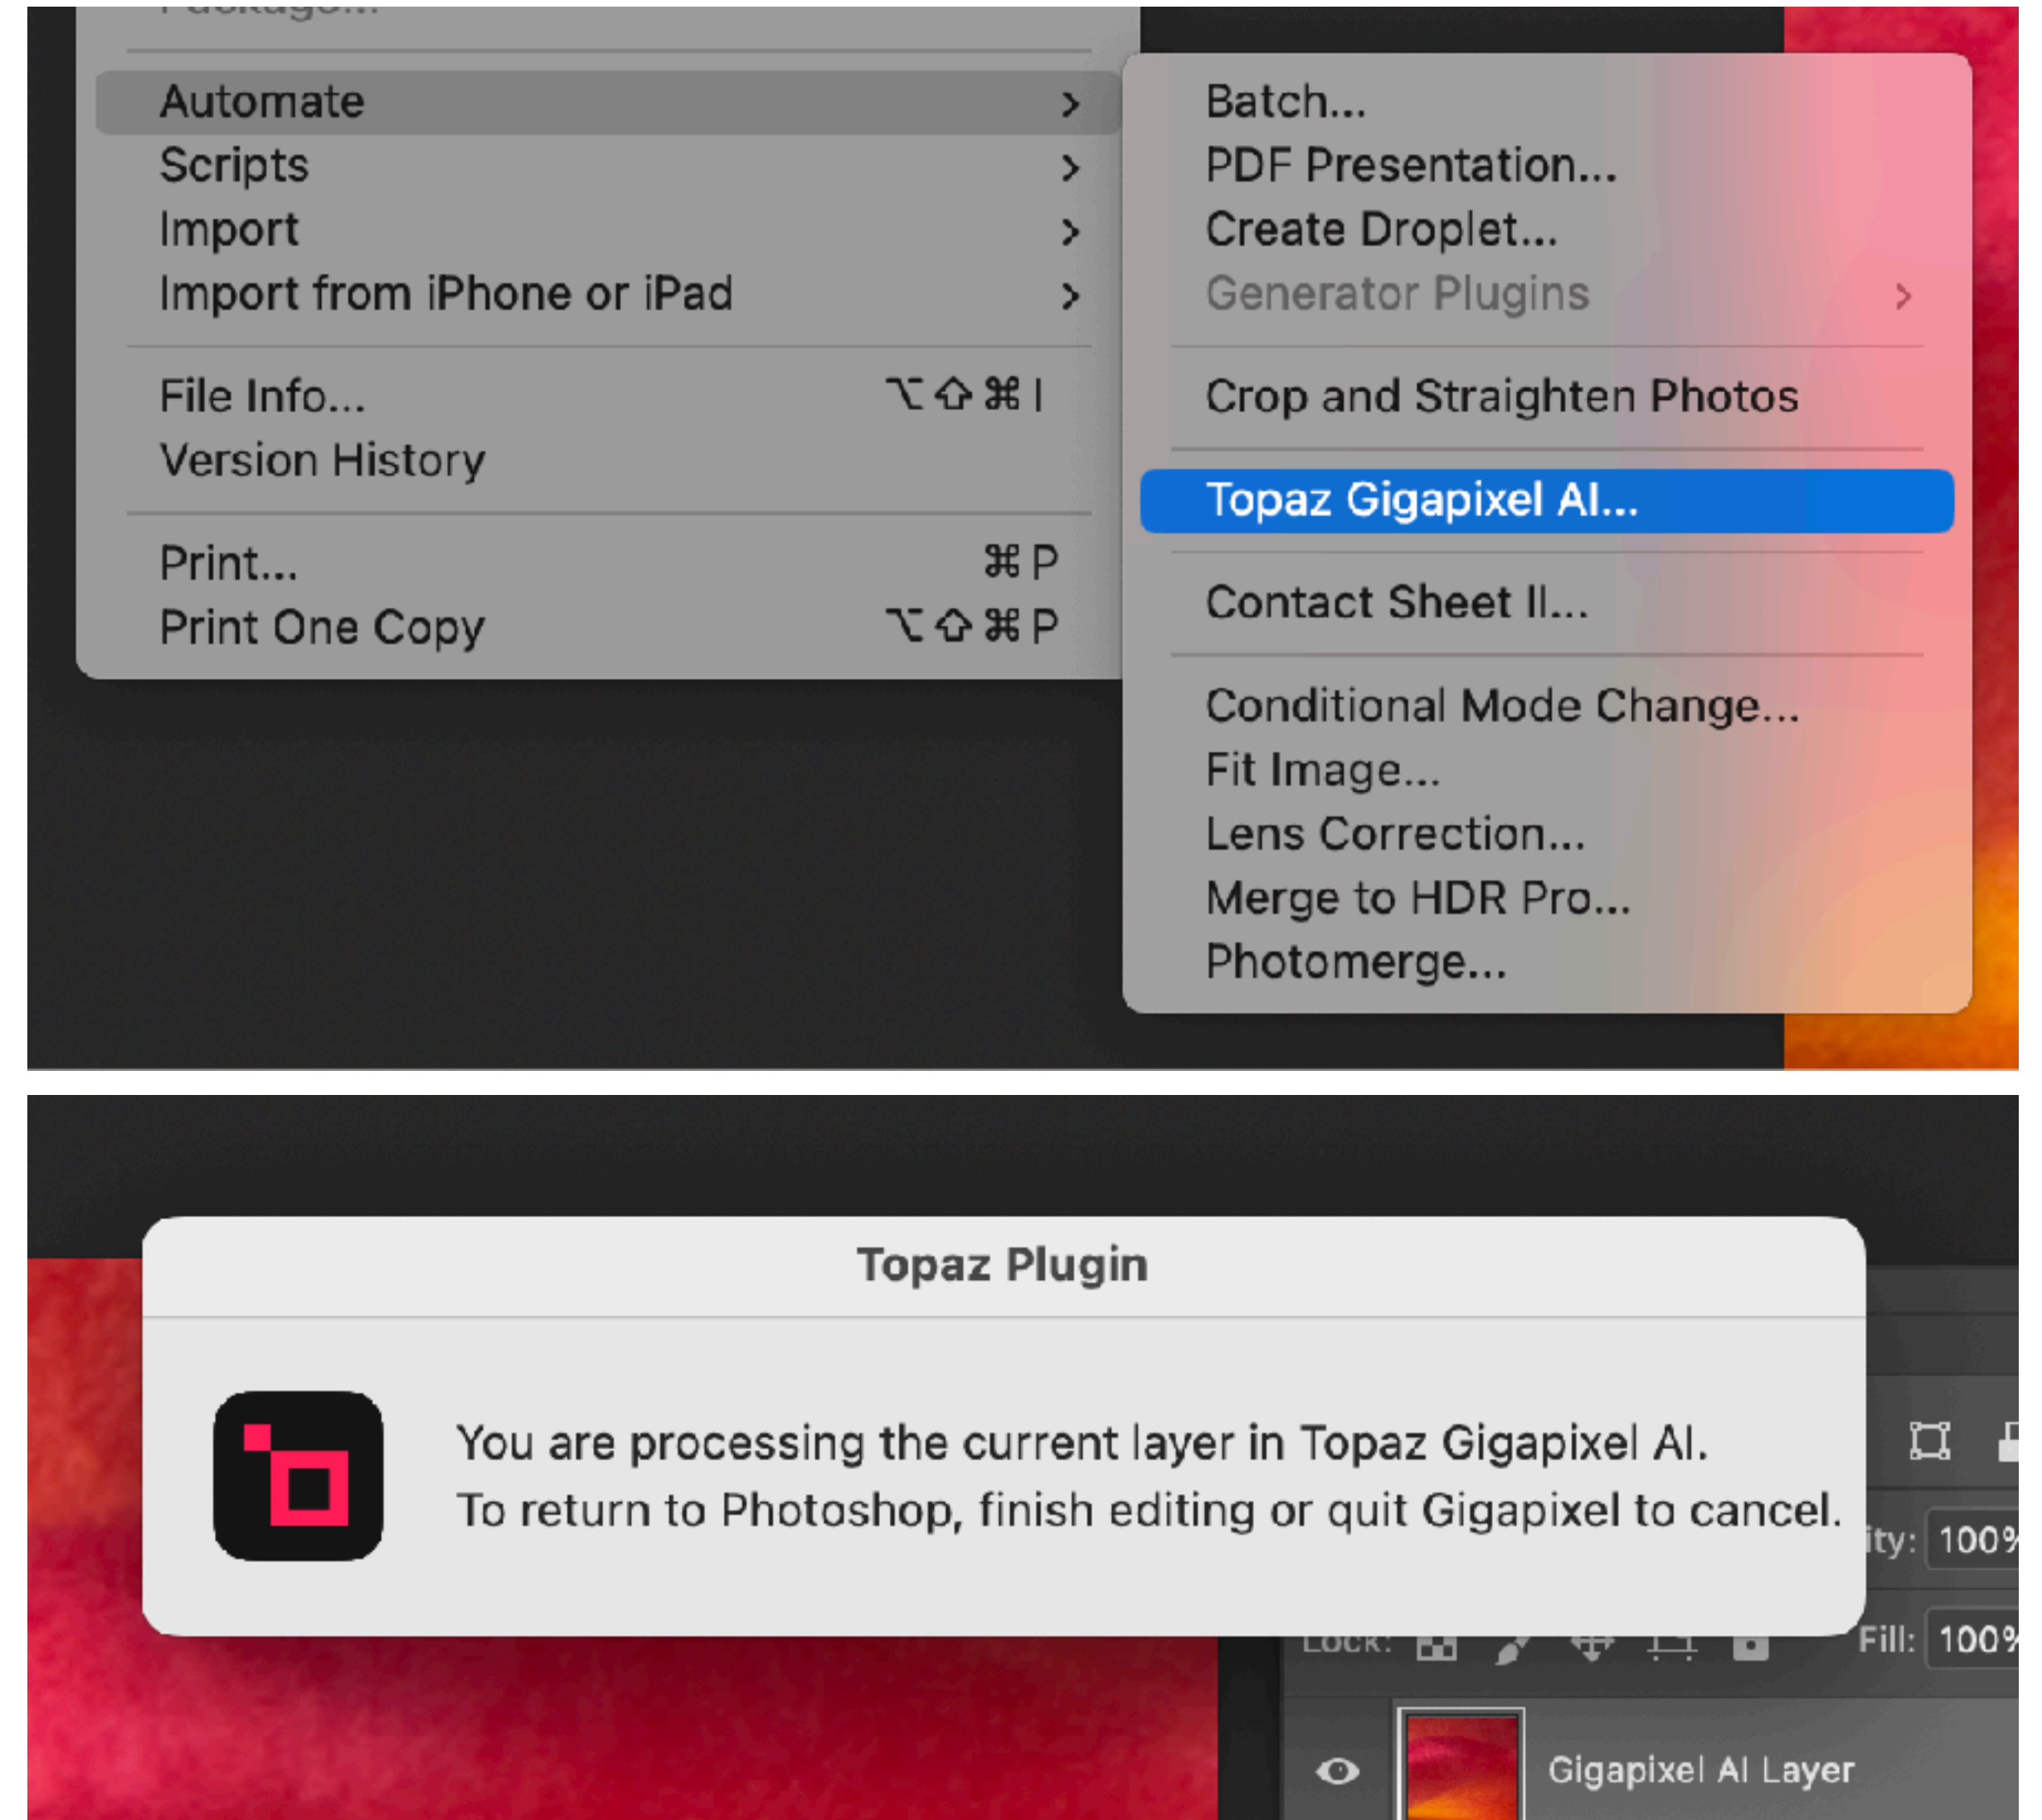 Automate
Scripts
Import
Import from iPhone or iPad
File Info... ⌥⇧⌘I
Version History
Print... ⌘P
Print One Copy ⌥⇧⌘P
Batch...
PDF Presentation...
Create Droplet...
Generator Plugins
Crop and Straighten Photos
Topaz Gigapixel AI...
Contact Sheet II...
Conditional Mode Change...
Fit Image...
Lens Correction...
Merge to HDR Pro...
Photomerge...
Topaz Plugin
You are processing the current layer in Topaz Gigapixel AI.
To return to Photoshop, finish editing or quit Gigapixel to cancel.
ity: 100%
Lock: Fill: 100%
Gigapixel AI Layer